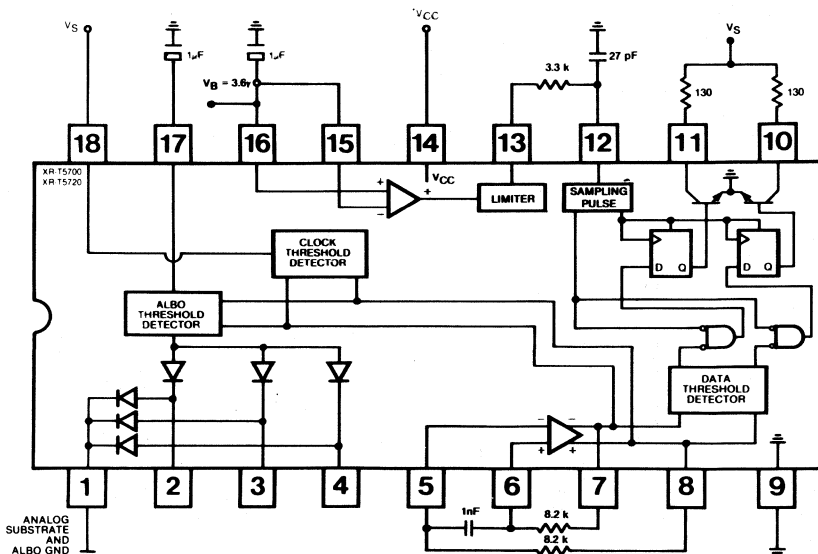 VS
1µF
1µF
VB = 3.6V
VCC
3.3 k
27 pF
VS
130
130
18
17
16
15
14
13
12
11
10
XR-T5700
XR-T5720
+
−
+
VCC
LIMITER
SAMPLING
PULSE
CLOCK
THRESHOLD
DETECTOR
D
Q
D
Q
ALBO
THRESHOLD
DETECTOR
DATA
THRESHOLD
DETECTOR
−
−
+
+
1
2
3
4
5
6
7
8
9
ANALOG
SUBSTRATE
AND
ALBO GND
1nF
8.2 k
8.2 k